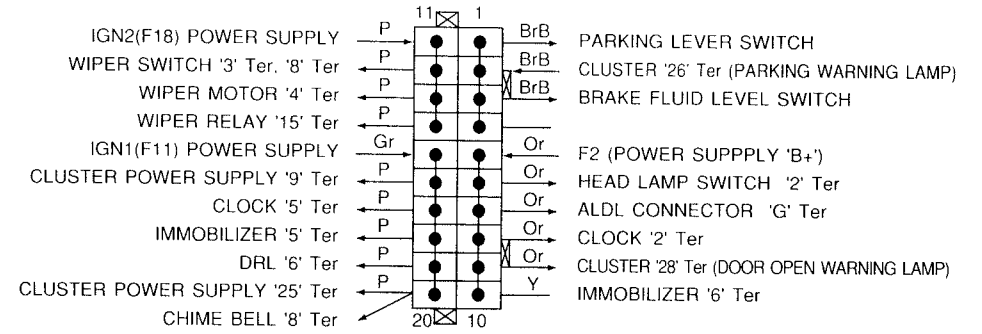 11 1
IGN2(F18) POWER SUPPLY P BrB PARKING LEVER SWITCH
WIPER SWITCH '3' Ter, '8' Ter P BrB CLUSTER '26' Ter (PARKING WARNING LAMP)
WIPER MOTOR '4' Ter P BrB BRAKE FLUID LEVEL SWITCH
WIPER RELAY '15' Ter P
IGN1(F11) POWER SUPPLY Gr Or F2 (POWER SUPPPLY 'B+')
CLUSTER POWER SUPPLY '9' Ter P Or HEAD LAMP SWITCH '2' Ter
CLOCK '5' Ter P Or ALDL CONNECTOR 'G' Ter
IMMOBILIZER '5' Ter P Or CLOCK '2' Ter
DRL '6' Ter P Or CLUSTER '28' Ter (DOOR OPEN WARNING LAMP)
CLUSTER POWER SUPPLY '25' Ter P Y IMMOBILIZER '6' Ter
CHIME BELL '8' Ter 20 10